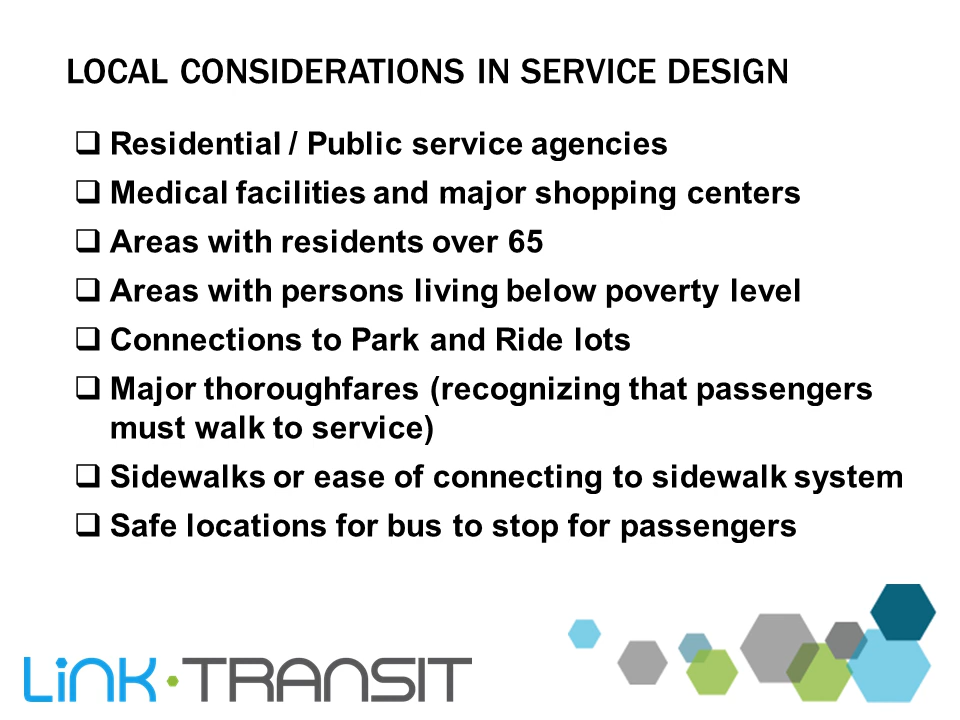 LOCAL CONSIDERATIONS IN SERVICE DESIGN
Residential / Public service agencies
Medical facilities and major shopping centers
Areas with residents over 65
Areas with persons living below poverty level
Connections to Park and Ride lots
Major thoroughfares (recognizing that passengers
must walk to service)
Sidewalks or ease of connecting to sidewalk system
Safe locations for bus to stop for passengers
LiNK·TRANSIT